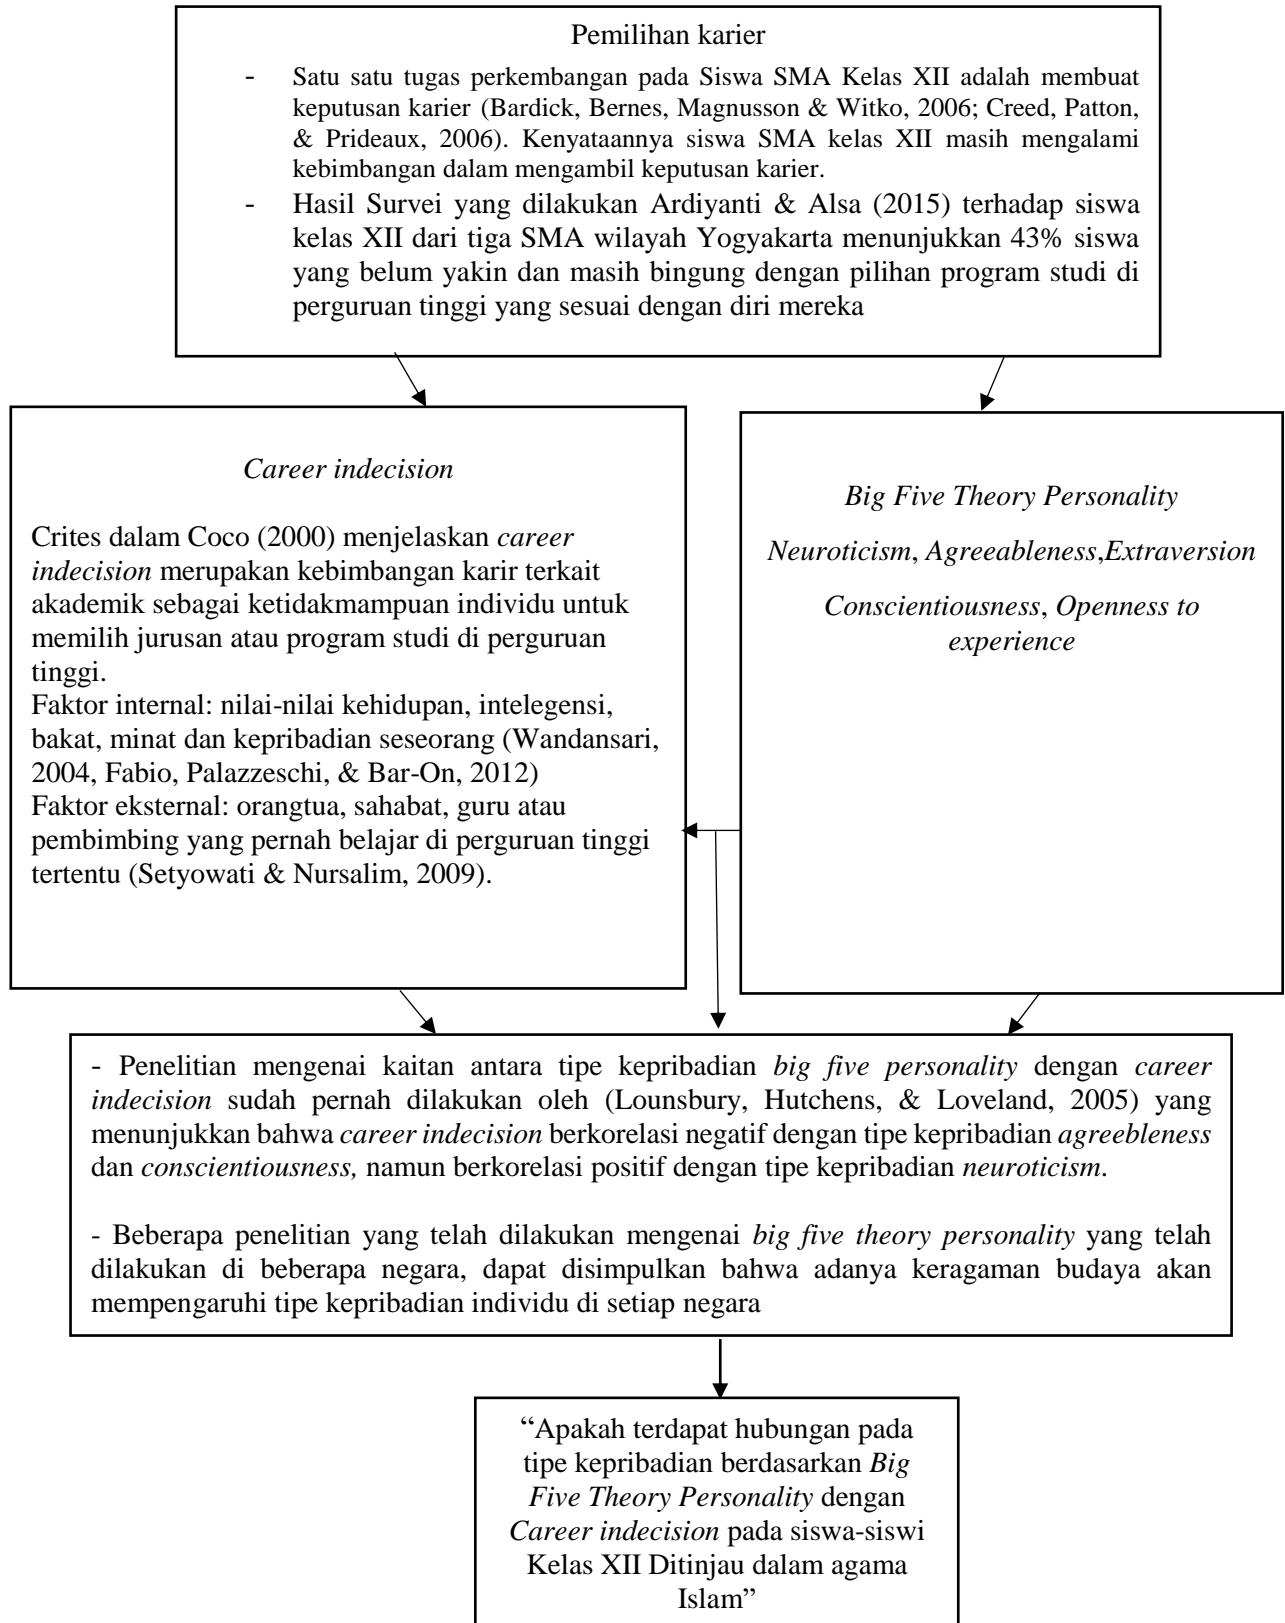 Pemilihan karier
- Satu satu tugas perkembangan pada Siswa SMA Kelas XII adalah membuat
keputusan karier (Bardick, Bernes, Magnusson & Witko, 2006; Creed, Patton,
& Prideaux, 2006). Kenyataannya siswa SMA kelas XII masih mengalami
kebimbangan dalam mengambil keputusan karier.
- Hasil Survei yang dilakukan Ardiyanti & Alsa (2015) terhadap siswa
kelas XII dari tiga SMA wilayah Yogyakarta menunjukkan 43% siswa
yang belum yakin dan masih bingung dengan pilihan program studi di
perguruan tinggi yang sesuai dengan diri mereka
Career indecision
Crites dalam Coco (2000) menjelaskan career
indecision merupakan kebimbangan karir terkait
akademik sebagai ketidakmampuan individu untuk
memilih jurusan atau program studi di perguruan
tinggi.
Faktor internal: nilai-nilai kehidupan, intelegensi,
bakat, minat dan kepribadian seseorang (Wandansari,
2004, Fabio, Palazzeschi, & Bar-On, 2012)
Faktor eksternal: orangtua, sahabat, guru atau
pembimbing yang pernah belajar di perguruan tinggi
tertentu (Setyowati & Nursalim, 2009).
Big Five Theory Personality
Neuroticism, Agreeableness,Extraversion
Conscientiousness, Openness to
experience
- Penelitian mengenai kaitan antara tipe kepribadian big five personality dengan career
indecision sudah pernah dilakukan oleh (Lounsbury, Hutchens, & Loveland, 2005) yang
menunjukkan bahwa career indecision berkorelasi negatif dengan tipe kepribadian agreebleness
dan conscientiousness, namun berkorelasi positif dengan tipe kepribadian neuroticism.
- Beberapa penelitian yang telah dilakukan mengenai big five theory personality yang telah
dilakukan di beberapa negara, dapat disimpulkan bahwa adanya keragaman budaya akan
mempengaruhi tipe kepribadian individu di setiap negara
“Apakah terdapat hubungan pada
tipe kepribadian berdasarkan Big
Five Theory Personality dengan
Career indecision pada siswa-siswi
Kelas XII Ditinjau dalam agama
Islam”